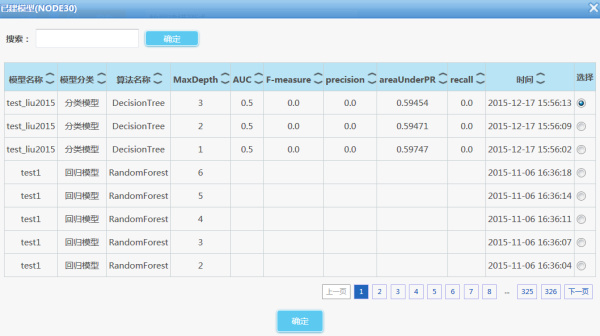 已建模型(NODE30)
搜索： 确定
模型名称 模型分类 算法名称 MaxDepth AUC F-measure precision areaUnderPR recall 时间 选择
test_liu2015 分类模型 DecisionTree 3 0.5 0.0 0.0 0.59454 0.0 2015-12-17 15:56:13
test_liu2015 分类模型 DecisionTree 2 0.5 0.0 0.0 0.59471 0.0 2015-12-17 15:56:09
test_liu2015 分类模型 DecisionTree 1 0.5 0.0 0.0 0.59747 0.0 2015-12-17 15:56:02
test1 回归模型 RandomForest 6 2015-11-06 16:36:18
test1 回归模型 RandomForest 5 2015-11-06 16:36:14
test1 回归模型 RandomForest 4 2015-11-06 16:36:11
test1 回归模型 RandomForest 3 2015-11-06 16:36:07
test1 回归模型 RandomForest 2 2015-11-06 16:36:04
上一页 1 2 3 4 5 6 7 8 ... 325 326 下一页
确定